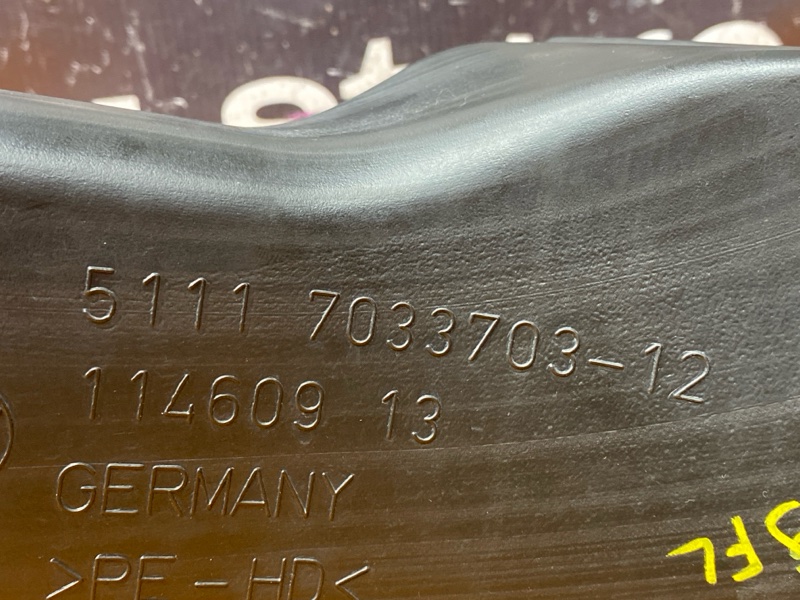 5111 7033703-12
114609 13
GERMANY
>PE-HD<